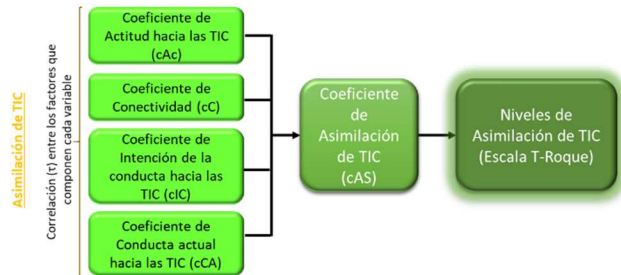 Asimilación de TIC
Correlación (τ) entre los factores que
componen cada variable
Coeficiente de
Actitud hacia las TIC
(cAc)
Coeficiente de
Conectividad (cC)
Coeficiente de
Intención de la
conducta hacia las
TIC (cIC)
Coeficiente de
Conducta actual
hacia las TIC (cCA)
Coeficiente
de
Asimilación
de TIC
(cAS)
Niveles de
Asimilación de TIC
(Escala T-Roque)